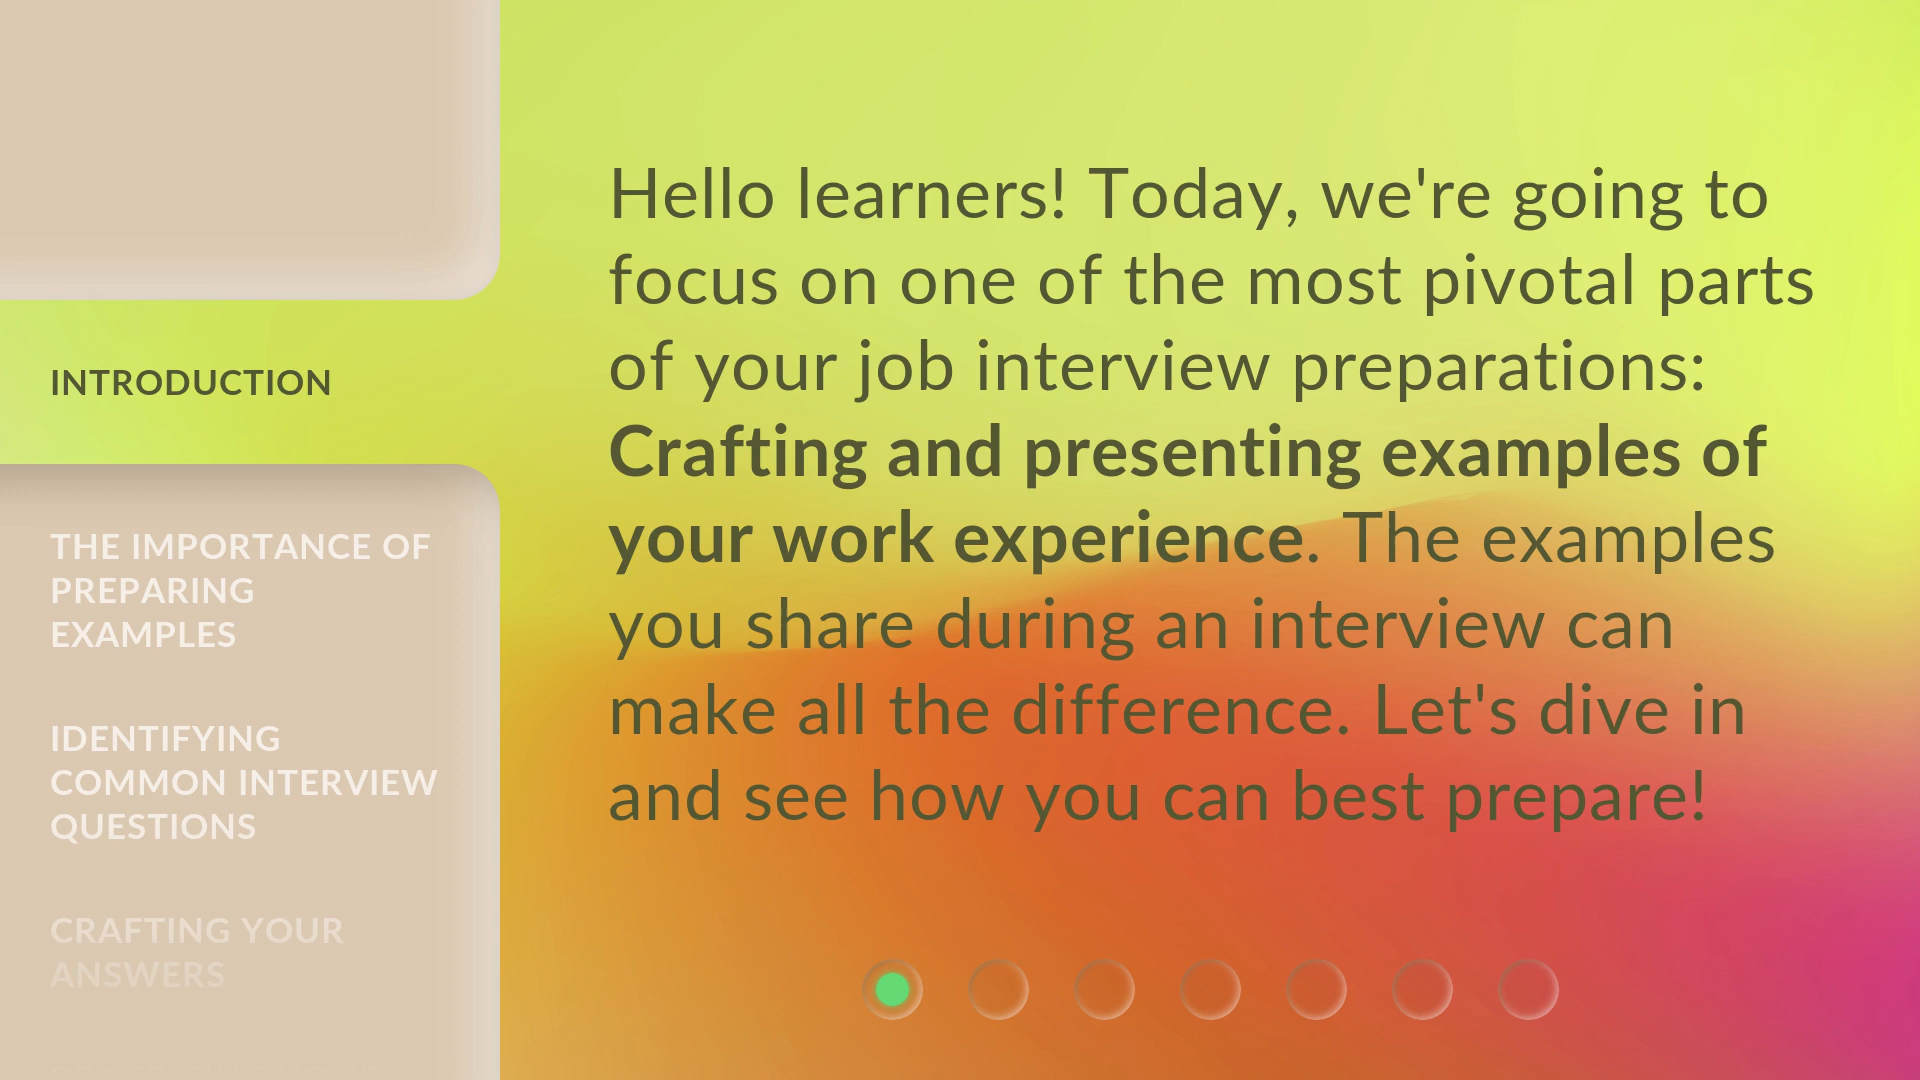 INTRODUCTION
THE IMPORTANCE OF
PREPARING
EXAMPLES
IDENTIFYING
COMMON INTERVIEW
QUESTIONS
CRAFTING YOUR
ANSWERS
Hello learners! Today, we're going to
focus on one of the most pivotal parts
of your job interview preparations:
Crafting and presenting examples of
your work experience. The examples
you share during an interview can
make all the difference. Let's dive in
and see how you can best prepare!